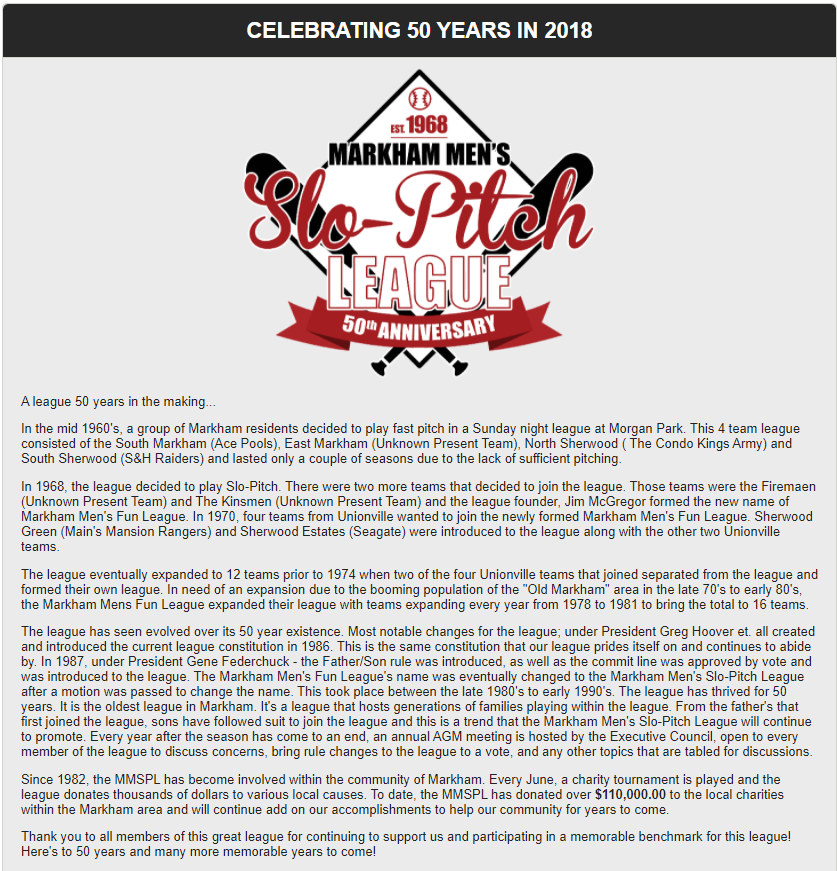 CELEBRATING 50 YEARS IN 2018
EST. 1968
MARKHAM MEN'S
Slo-Pitch
LEAGUE
50th ANNIVERSARY
A league 50 years in the making...
In the mid 1960's, a group of Markham residents decided to play fast pitch in a Sunday night league at Morgan Park. This 4 team league
consisted of the South Markham (Ace Pools), East Markham (Unknown Present Team), North Sherwood ( The Condo Kings Army) and
South Sherwood (S&H Raiders) and lasted only a couple of seasons due to the lack of sufficient pitching.
In 1968, the league decided to play Slo-Pitch. There were two more teams that decided to join the league. Those teams were the Firemaen
(Unknown Present Team) and The Kinsmen (Unknown Present Team) and the league founder, Jim McGregor formed the new name of
Markham Men's Fun League. In 1970, four teams from Unionville wanted to join the newly formed Markham Men's Fun League. Sherwood
Green (Main's Mansion Rangers) and Sherwood Estates (Seagate) were introduced to the league along with the other two Unionville
teams.
The league eventually expanded to 12 teams prior to 1974 when two of the four Unionville teams that joined separated from the league and
formed their own league. In need of an expansion due to the booming population of the "Old Markham" area in the late 70's to early 80's,
the Markham Mens Fun League expanded their league with teams expanding every year from 1978 to 1981 to bring the total to 16 teams.
The league has seen evolved over its 50 year existence. Most notable changes for the league; under President Greg Hoover et. all created
and introduced the current league constitution in 1986. This is the same constitution that our league prides itself on and continues to abide
by. In 1987, under President Gene Federchuck - the Father/Son rule was introduced, as well as the commit line was approved by vote and
was introduced to the league. The Markham Men's Fun League's name was eventually changed to the Markham Men's Slo-Pitch League
after a motion was passed to change the name. This took place between the late 1980's to early 1990's. The league has thrived for 50
years. It is the oldest league in Markham. It's a league that hosts generations of families playing within the league. From the father's that
first joined the league, sons have followed suit to join the league and this is a trend that the Markham Men's Slo-Pitch League will continue
to promote. Every year after the season has come to an end, an annual AGM meeting is hosted by the Executive Council, open to every
member of the league to discuss concerns, bring rule changes to the league to a vote, and any other topics that are tabled for discussions.
Since 1982, the MMSPL has become involved within the community of Markham. Every June, a charity tournament is played and the
league donates thousands of dollars to various local causes. To date, the MMSPL has donated over $110,000.00 to the local charities
within the Markham area and will continue add on our accomplishments to help our community for years to come.
Thank you to all members of this great league for continuing to support us and participating in a memorable benchmark for this league!
Here's to 50 years and many more memorable years to come!